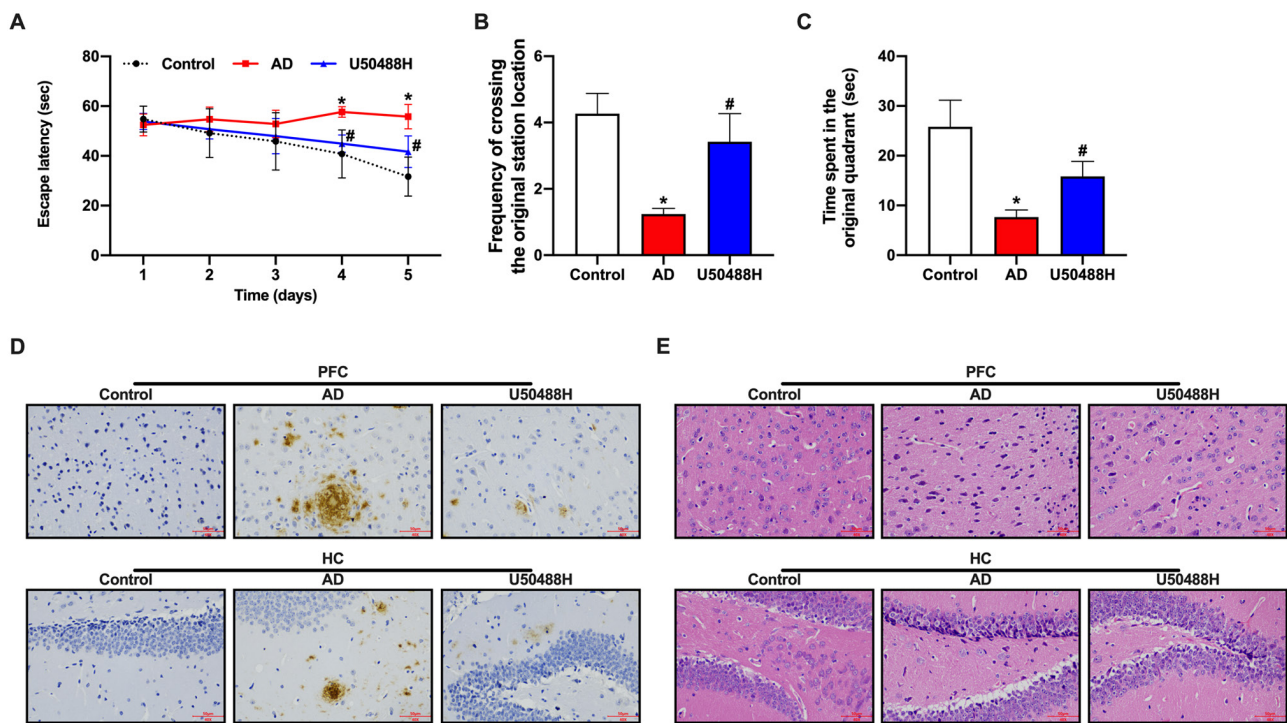 A
80
60
40
20
0
Escape latency (sec)
Control
AD
U50488H
*
*
#
#
1
2
3
4
5
Time (days)
B
6
4
2
0
Frequency of crossing
the original station location
*
#
Control
AD
U50488H
C
40
30
20
10
0
Time spent in the
original quadrant (sec)
*
#
Control
AD
U50488H
D
PFC
Control
AD
U50488H
HC
Control
AD
U50488H
E
PFC
Control
AD
U50488H
HC
Control
AD
U50488H